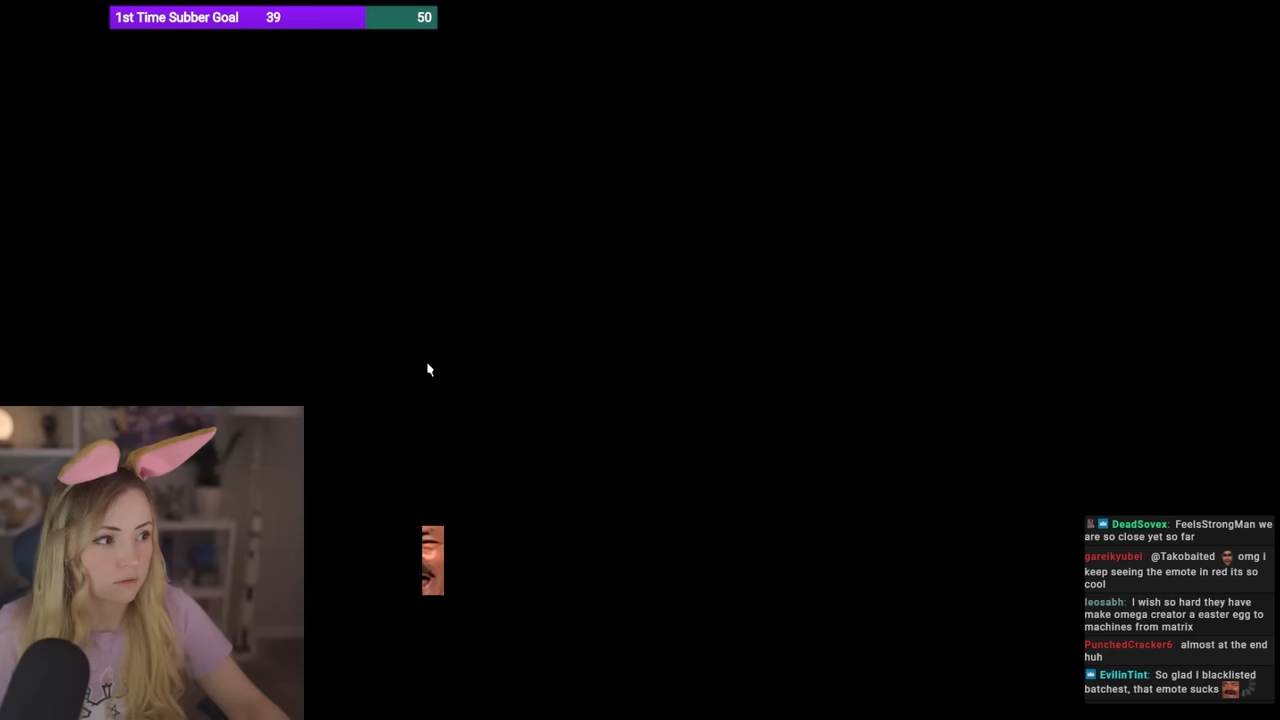 1st Time Subber Goal 39 50
DeadSovex: FeelsStrongMan we
are so close yet so far
gareikyubei: @Takobaited omg i
keep seeing the emote in red its so
cool
leosabh: I wish so hard they have
make omega creator a easter egg to
machines from matrix
PunchedCracker6: almost at the end
huh
EvilinTint: So glad I blacklisted
batchest, that emote sucks